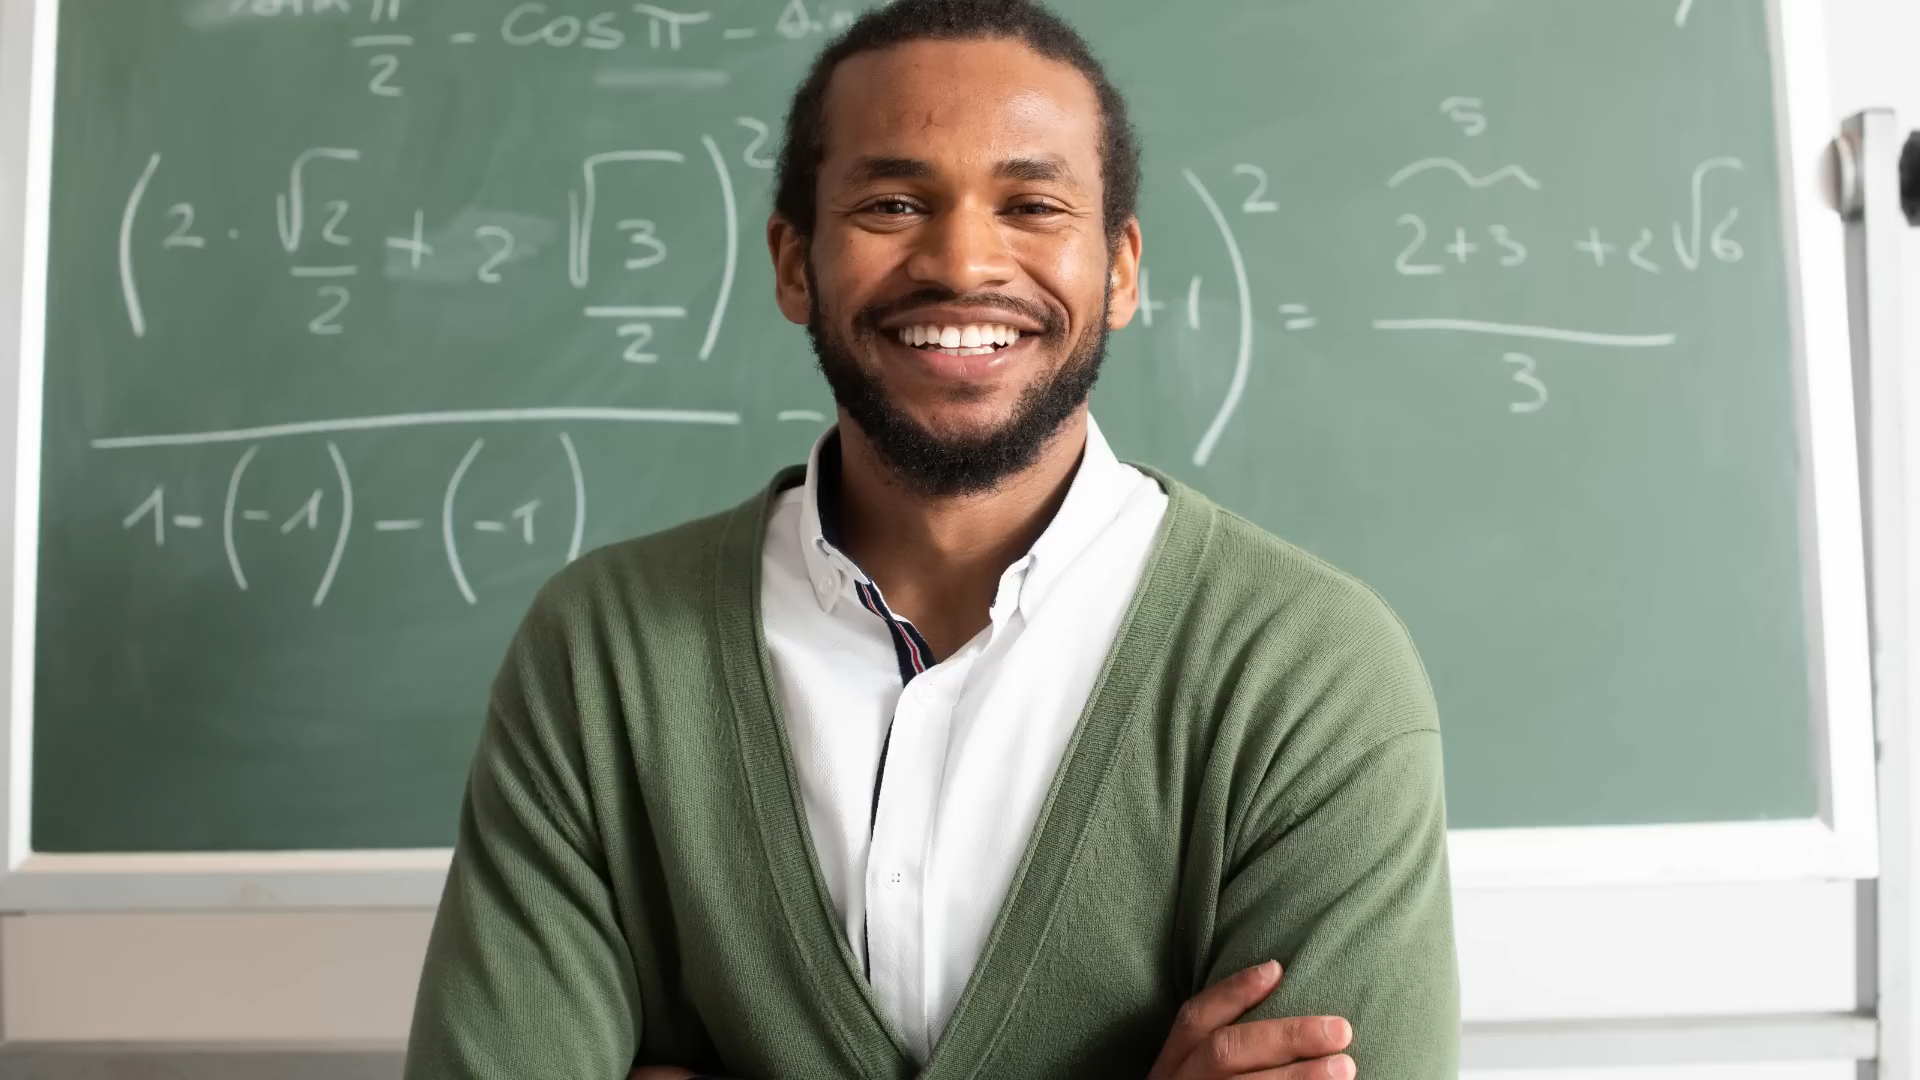 π/2 - cos π - sin
(2 · √2/2 + 2 √3/2)² +1)² = 5
2+3 +2√6
1-(-1)-(-1) - 3